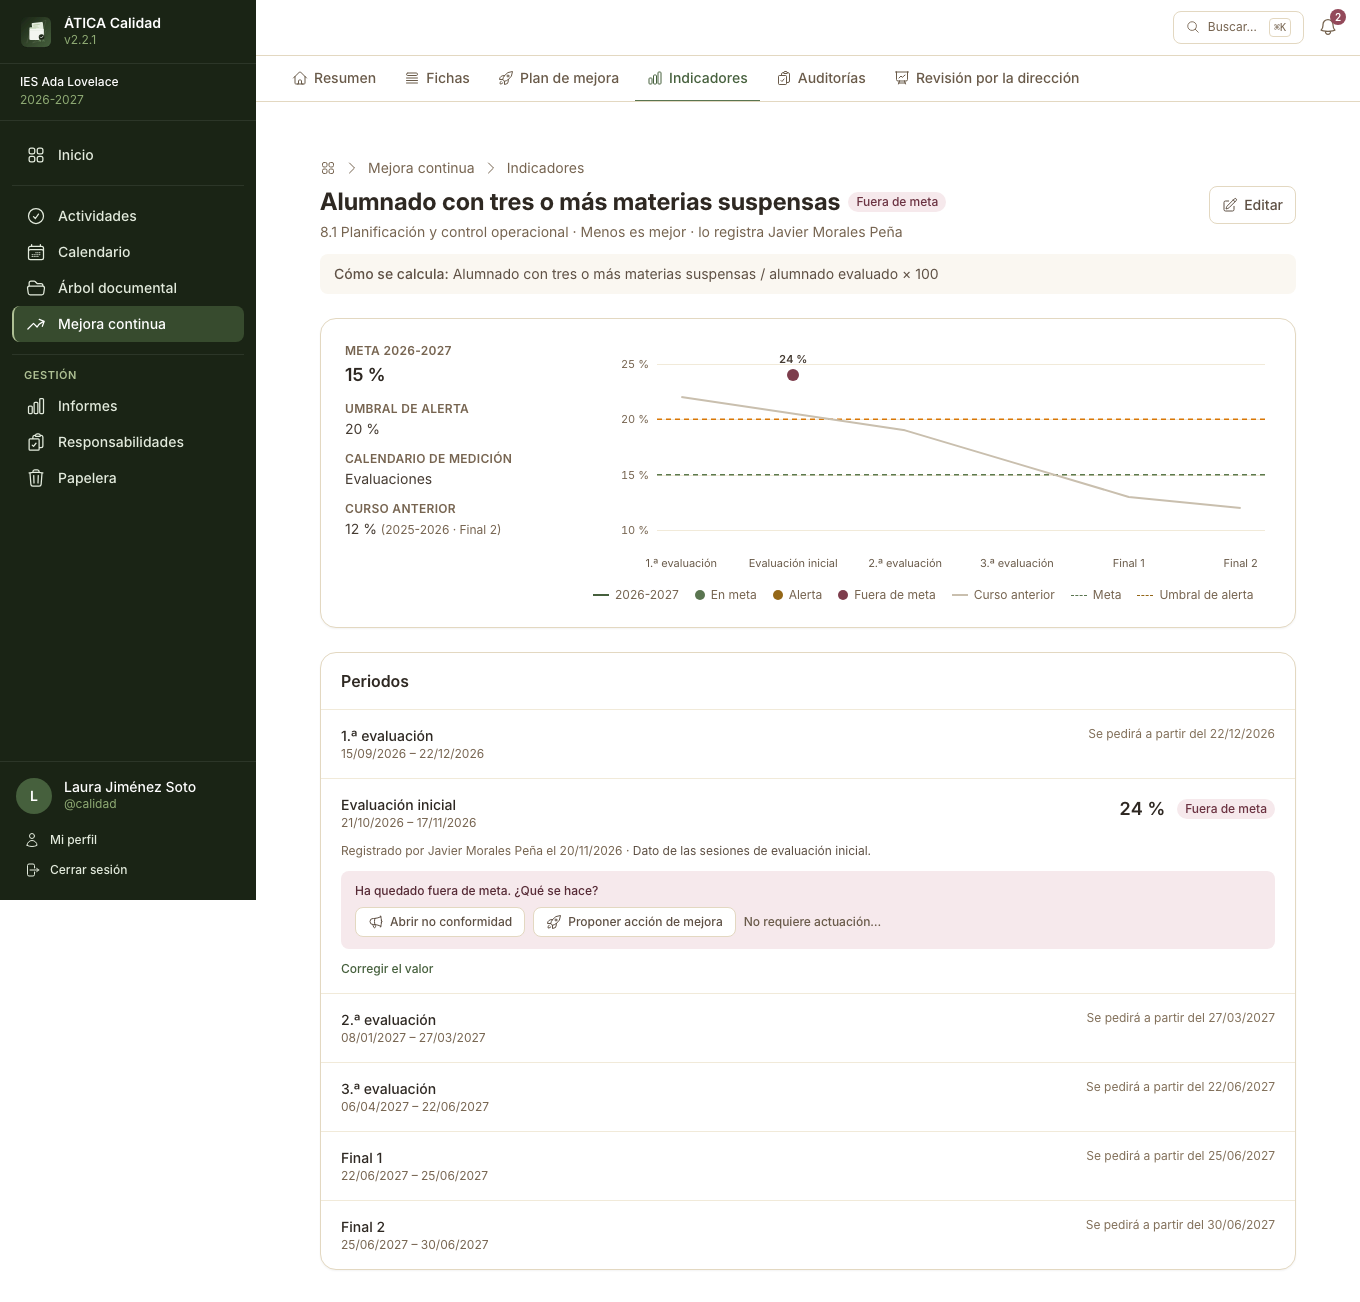 ÁTICA Calidad
v2.2.1
IES Ada Lovelace
2026-2027
Inicio
Actividades
Calendario
Árbol documental
Mejora continua
GESTIÓN
Informes
Responsabilidades
Papelera
L
Laura Jiménez Soto
@calidad
Mi perfil
Cerrar sesión
Buscar... ⌘K
2
Resumen Fichas Plan de mejora Indicadores Auditorías Revisión por la dirección
Mejora continua Indicadores
Alumnado con tres o más materias suspensas Fuera de meta
Editar
8.1 Planificación y control operacional · Menos es mejor · lo registra Javier Morales Peña
Cómo se calcula: Alumnado con tres o más materias suspensas / alumnado evaluado × 100
META 2026-2027
15 %
UMBRAL DE ALERTA
20 %
CALENDARIO DE MEDICIÓN
Evaluaciones
CURSO ANTERIOR
12 % (2025-2026 · Final 2)
24 %
25 %
20 %
15 %
10 %
1.ª evaluación Evaluación inicial 2.ª evaluación 3.ª evaluación Final 1 Final 2
2026-2027 En meta Alerta Fuera de meta Curso anterior Meta Umbral de alerta
Periodos
1.ª evaluación
15/09/2026 – 22/12/2026
Se pedirá a partir del 22/12/2026
Evaluación inicial
21/10/2026 – 17/11/2026
24 % Fuera de meta
Registrado por Javier Morales Peña el 20/11/2026 · Dato de las sesiones de evaluación inicial.
Ha quedado fuera de meta. ¿Qué se hace?
Abrir no conformidad Proponer acción de mejora No requiere actuación...
Corregir el valor
2.ª evaluación
08/01/2027 – 27/03/2027
Se pedirá a partir del 27/03/2027
3.ª evaluación
06/04/2027 – 22/06/2027
Se pedirá a partir del 22/06/2027
Final 1
22/06/2027 – 25/06/2027
Se pedirá a partir del 25/06/2027
Final 2
25/06/2027 – 30/06/2027
Se pedirá a partir del 30/06/2027